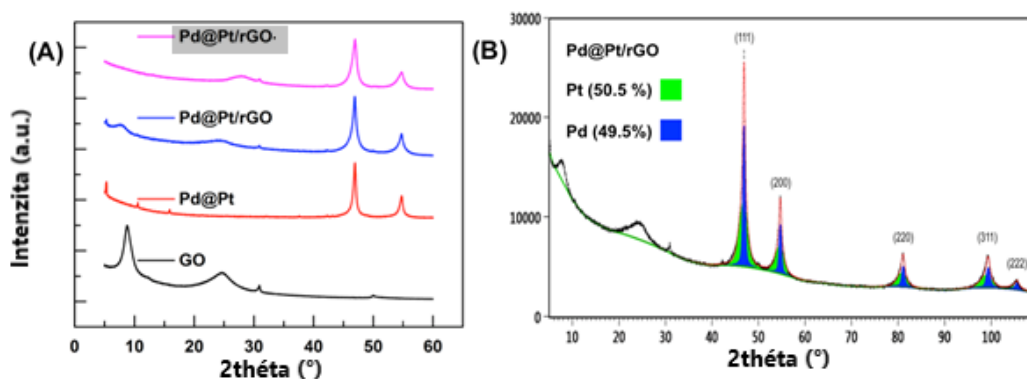 (A)
Pd@Pt/rGO·
Pd@Pt/rGO
Pd@Pt
GO
Intenzita (a.u.)
0 10 20 30 40 50 60
2théta (°)
(B)
Pd@Pt/rGO
Pt (50.5 %)
Pd (49.5%)
(111)
(200)
(220)
(311)
(222)
30000
20000
10000
0
10 20 30 40 50 60 70 80 90 100
2théta (°)